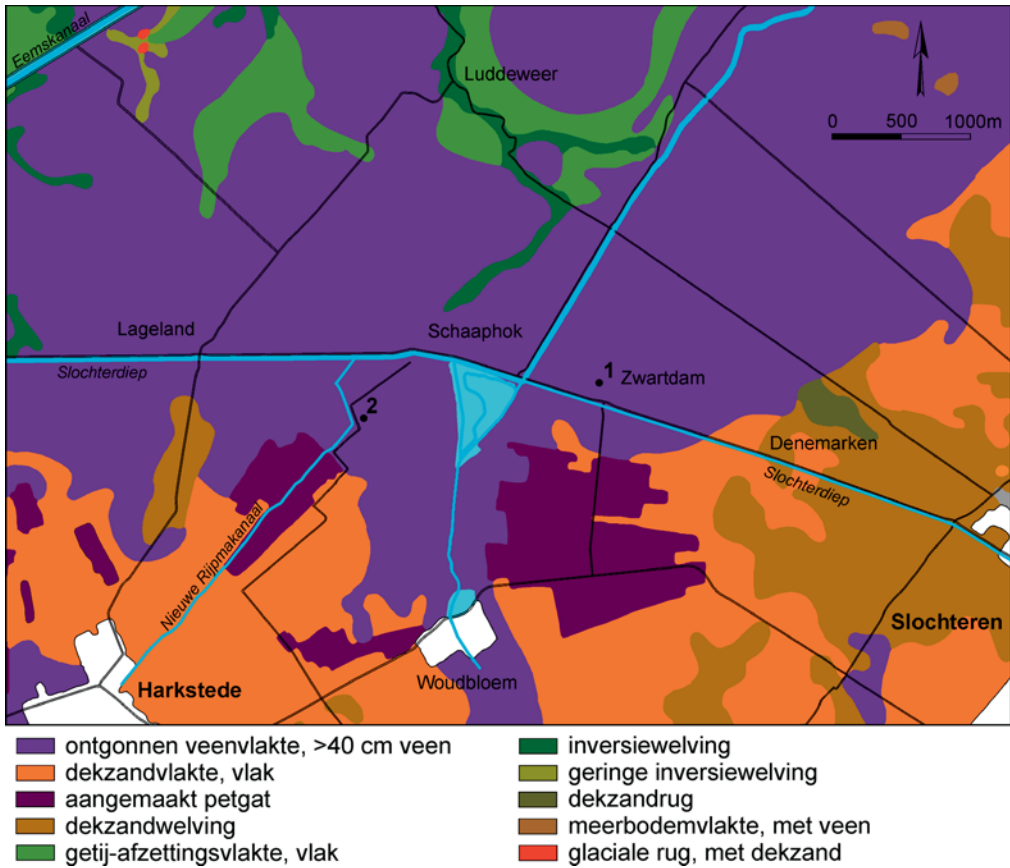 Eemskanaal
Luddeweer
0 500 1000m
Lageland
Schaaphok
Slochterdiep
1 Zwartdam
2
Denemarken
Slochterdiep
Nieuwe Rijpmakanaal
Slochteren
Harkstede
Woudbloem
ontgonnen veenvlakte, >40 cm veen
dekzandvlakte, vlak
aangemaakt petgat
dekzandwelving
getij-afzettingsvlakte, vlak
inversiewelving
geringe inversiewelving
dekzandrug
meerbodemvlakte, met veen
glaciale rug, met dekzand